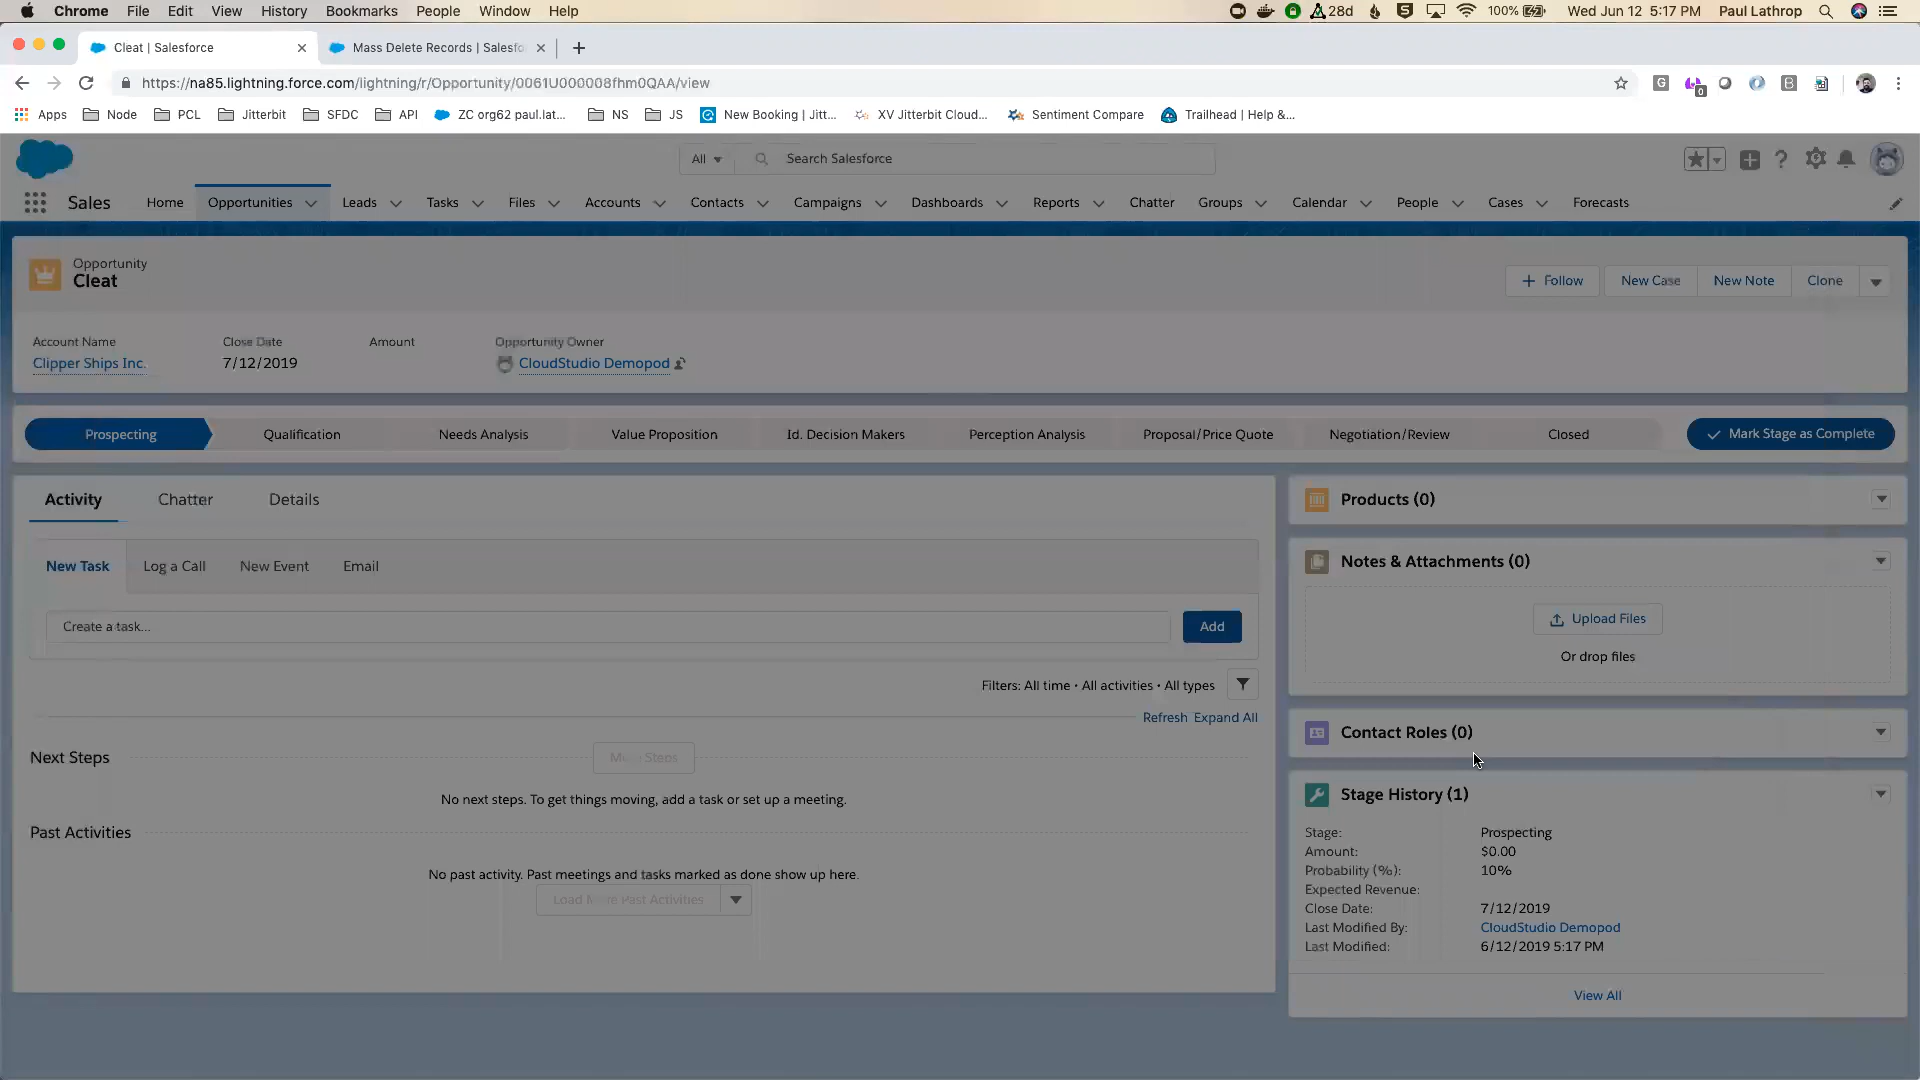 Chrome File Edit View History Bookmarks People Window Help 28d 100% Wed Jun 12 5:17 PM Paul Lathrop
Cleat | Salesforce Mass Delete Records | Salesfo
https://na85.lightning.force.com/lightning/r/Opportunity/0061U000008fhm0QAA/view
Apps Node PCL Jitterbit SFDC API ZC org62 paul.lat... NS JS New Booking | Jitt... XV Jitterbit Cloud... Sentiment Compare Trailhead | Help &...
All Search Salesforce
Sales Home Opportunities Leads Tasks Files Accounts Contacts Campaigns Dashboards Reports Chatter Groups Calendar People Cases Forecasts
Opportunity
Cleat
+ Follow New Case New Note Clone
Account Name Close Date Amount Opportunity Owner
Clipper Ships Inc. 7/12/2019 CloudStudio Demopod
Prospecting Qualification Needs Analysis Value Proposition Id. Decision Makers Perception Analysis Proposal/Price Quote Negotiation/Review Closed Mark Stage as Complete
Activity Chatter Details
New Task Log a Call New Event Email
Create a task... Add
Filters: All time • All activities • All types
Refresh Expand All
Next Steps More Steps
No next steps. To get things moving, add a task or set up a meeting.
Past Activities
No past activity. Past meetings and tasks marked as done show up here.
Load More Past Activities
Products (0)
Notes & Attachments (0)
Upload Files
Or drop files
Contact Roles (0)
Stage History (1)
Stage: Prospecting
Amount: $0.00
Probability (%): 10%
Expected Revenue:
Close Date: 7/12/2019
Last Modified By: CloudStudio Demopod
Last Modified: 6/12/2019 5:17 PM
View All